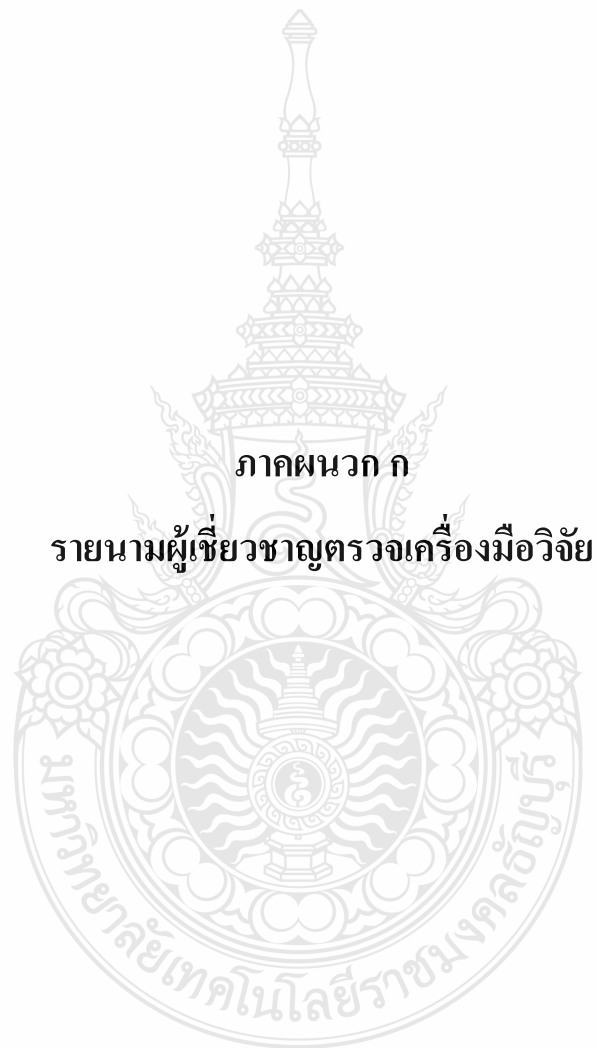 ภาคผนวก ก
รายนามผู้เชี่ยวชาญตรวจเครื่องมือวิจัย
มหาวิทยาลัยเทคโนโลยีราชมงคลธัญบุรี